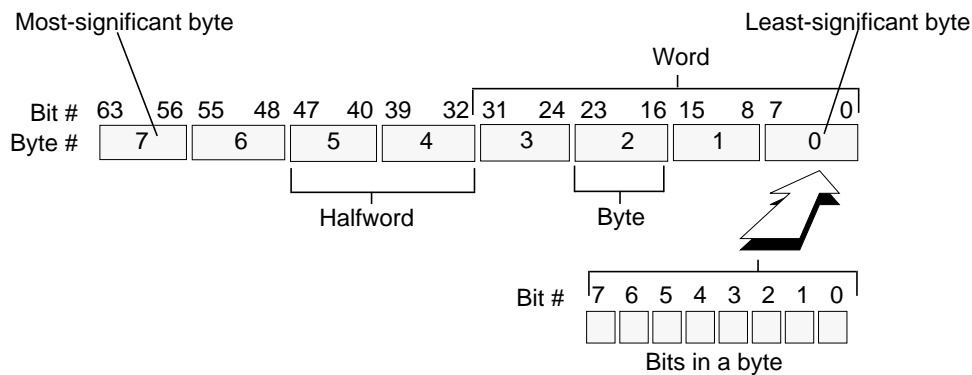 Most-significant byte Least-significant byte
Word
Bit # 63 56 55 48 47 40 39 32 31 24 23 16 15 8 7 0
Byte # 7 6 5 4 3 2 1 0
Halfword Byte
Bit # 7 6 5 4 3 2 1 0
Bits in a byte